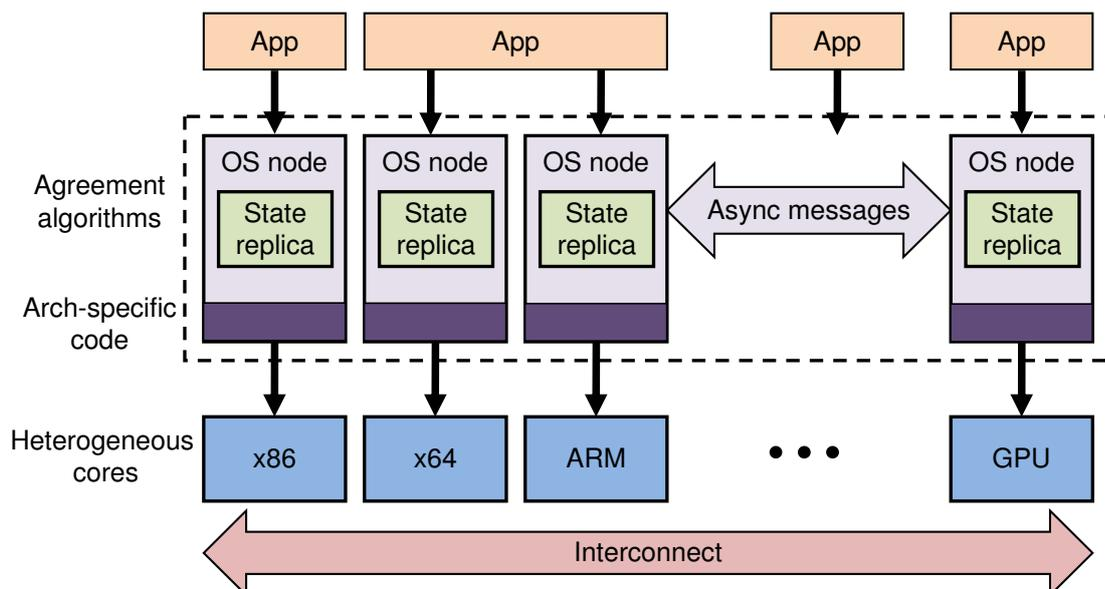 App
App
App
App
Agreement
algorithms
OS node
State
replica
OS node
State
replica
OS node
State
replica
Async messages
OS node
State
replica
Arch-specific
code
Heterogeneous
cores
x86
x64
ARM
GPU
Interconnect